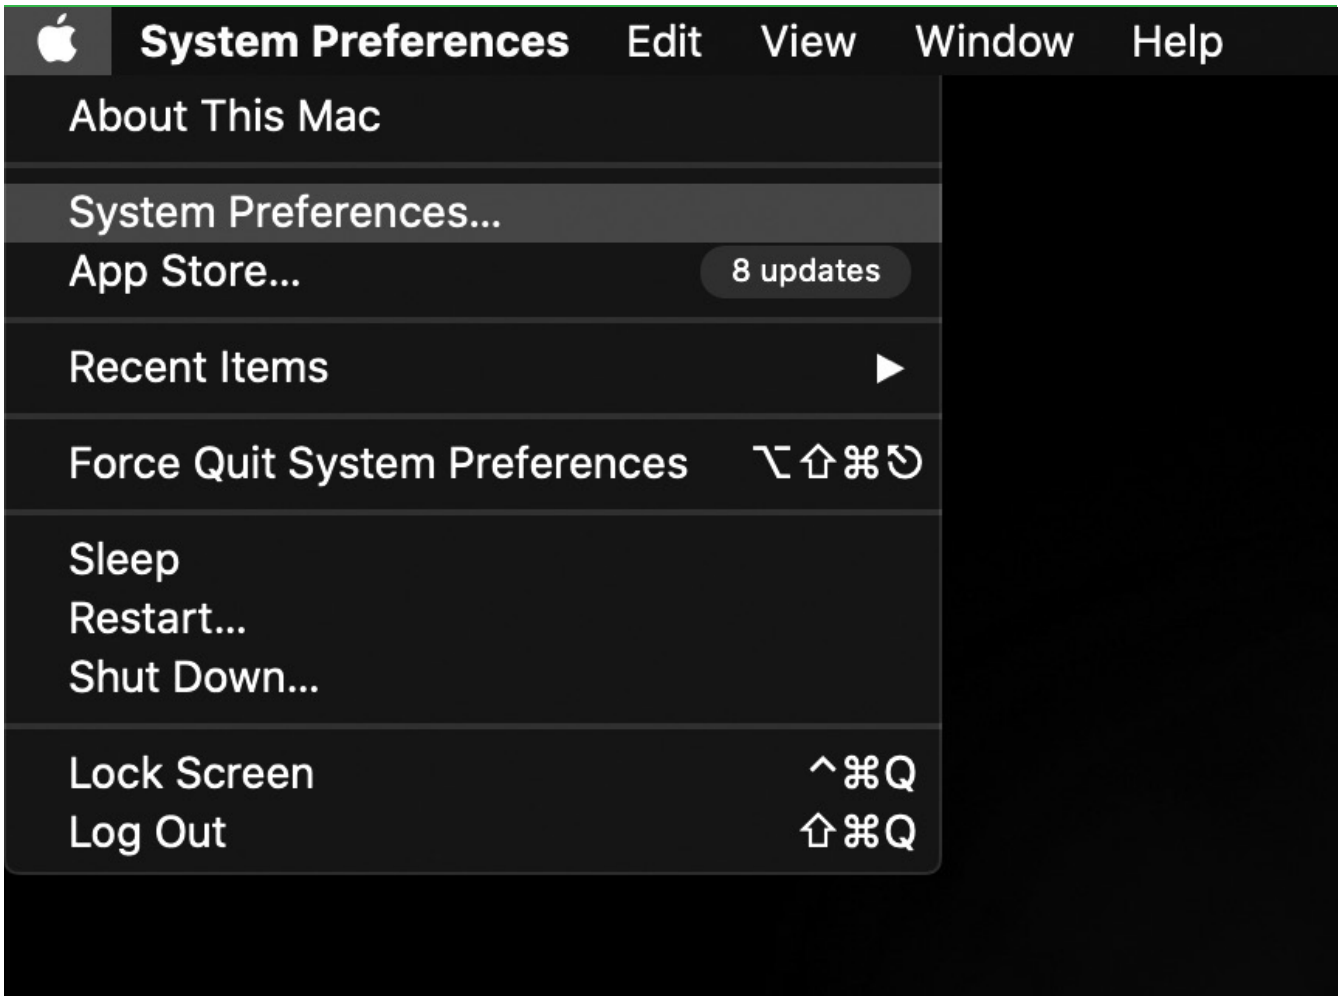 System Preferences Edit View Window Help
About This Mac
System Preferences...
App Store... 8 updates
Recent Items ▶
Force Quit System Preferences ⌥⇧⌘⎋
Sleep
Restart...
Shut Down...
Lock Screen ^⌘Q
Log Out ⇧⌘Q